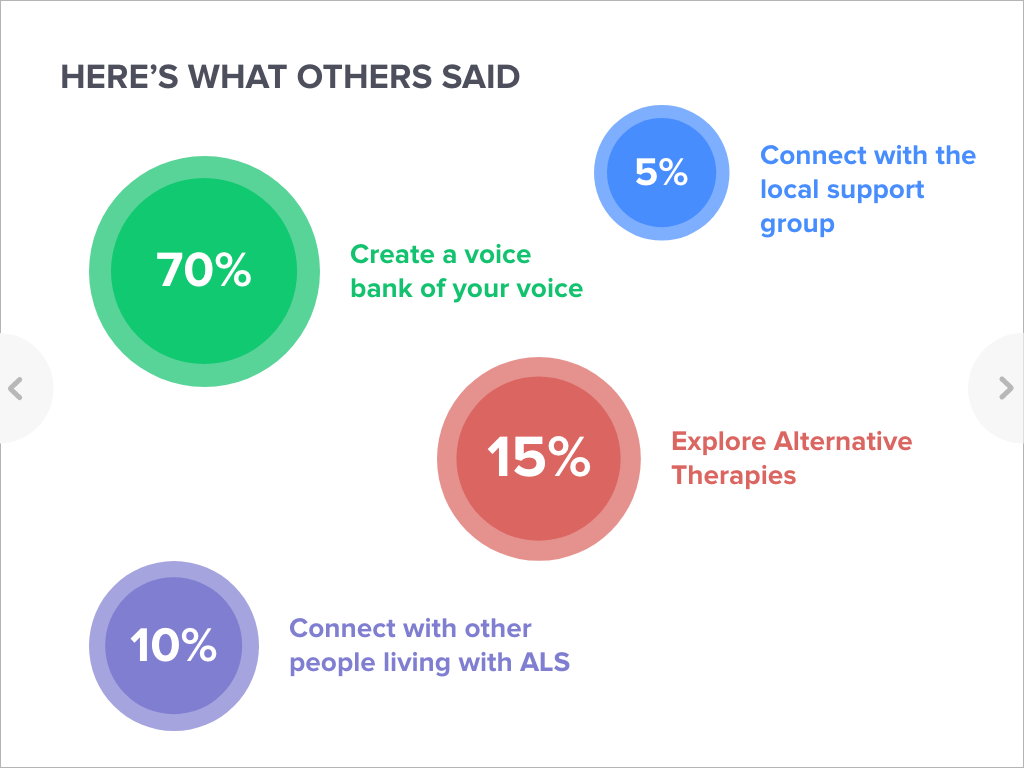 HERE’S WHAT OTHERS SAID
5%
Connect with the
local support
group
70%
Create a voice
bank of your voice
15%
Explore Alternative
Therapies
10%
Connect with other
people living with ALS